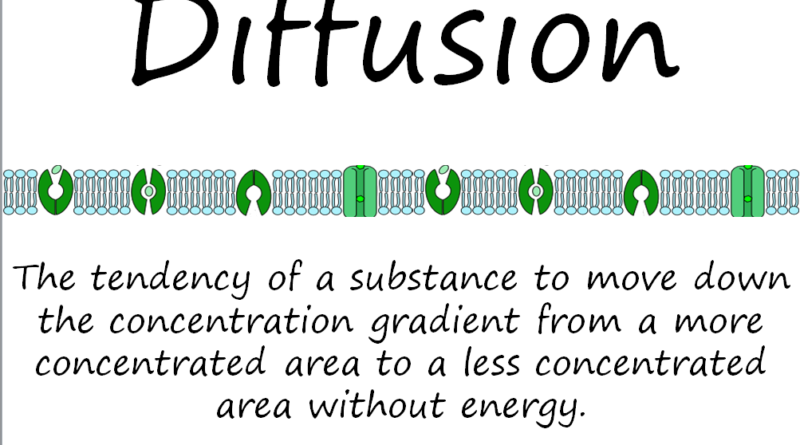 Diffusion
The tendency of a substance to move down
the concentration gradient from a more
concentrated area to a less concentrated
area without energy.